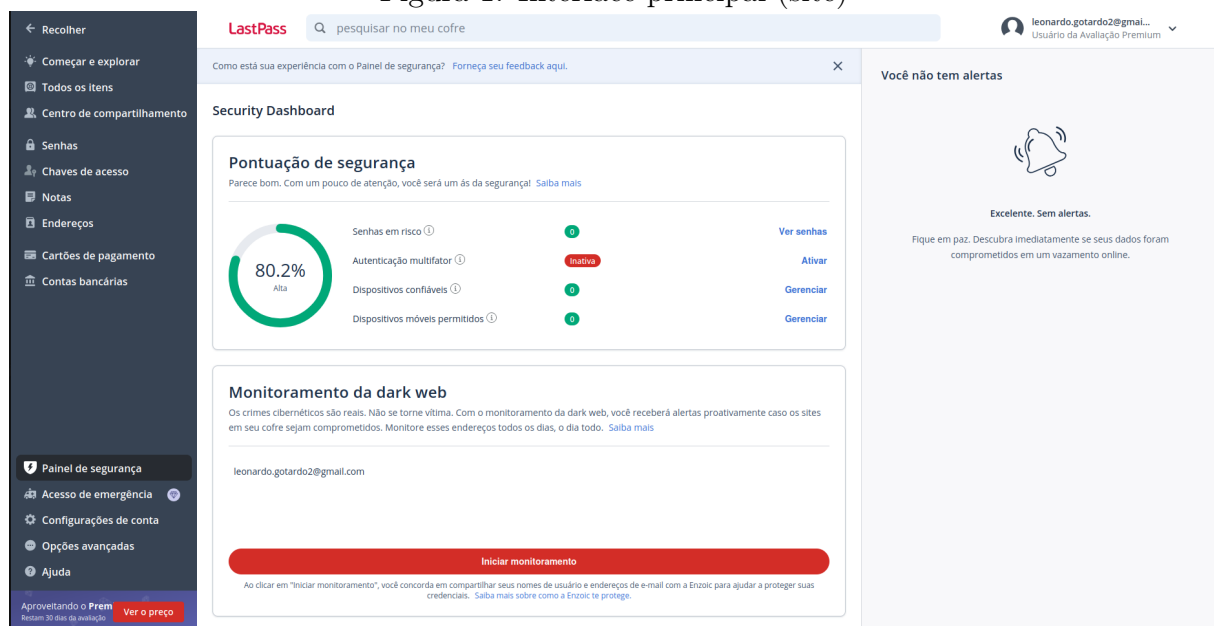 Figura 1: Interface principal (site)
Recolher
Começar e explorar
Todos os itens
Centro de compartilhamento
Senhas
Chaves de acesso
Notas
Endereços
Cartões de pagamento
Contas bancárias
Painel de segurança
Acesso de emergência
Configurações de conta
Opções avançadas
Ajuda
Aproveitando o Prem
Restam 30 dias da avaliação
Ver o preço
LastPass
pesquisar no meu cofre
leonardo.gotardo2@gmai...
Usuário da Avaliação Premium
Como está sua experiência com o Painel de segurança? Forneça seu feedback aqui.
Security Dashboard
Pontuação de segurança
Parece bom. Com um pouco de atenção, você será um ás da segurança! Saiba mais
80.2%
Alta
Senhas em risco 0 Ver senhas
Autenticação multifator Inativa Ativar
Dispositivos confiáveis 0 Gerenciar
Dispositivos móveis permitidos 0 Gerenciar
Monitoramento da dark web
Os crimes cibernéticos são reais. Não se torne vítima. Com o monitoramento da dark web, você receberá alertas proativamente caso os sites
em seu cofre sejam comprometidos. Monitore esses endereços todos os dias, o dia todo. Saiba mais
leonardo.gotardo2@gmail.com
Iniciar monitoramento
Ao clicar em "Iniciar monitoramento", você concorda em compartilhar seus nomes de usuário e endereços de e-mail com a Enzoic para ajudar a proteger suas
credenciais. Saiba mais sobre como a Enzoic te protege.
Você não tem alertas
Excelente. Sem alertas.
Fique em paz. Descubra imediatamente se seus dados foram
comprometidos em um vazamento online.